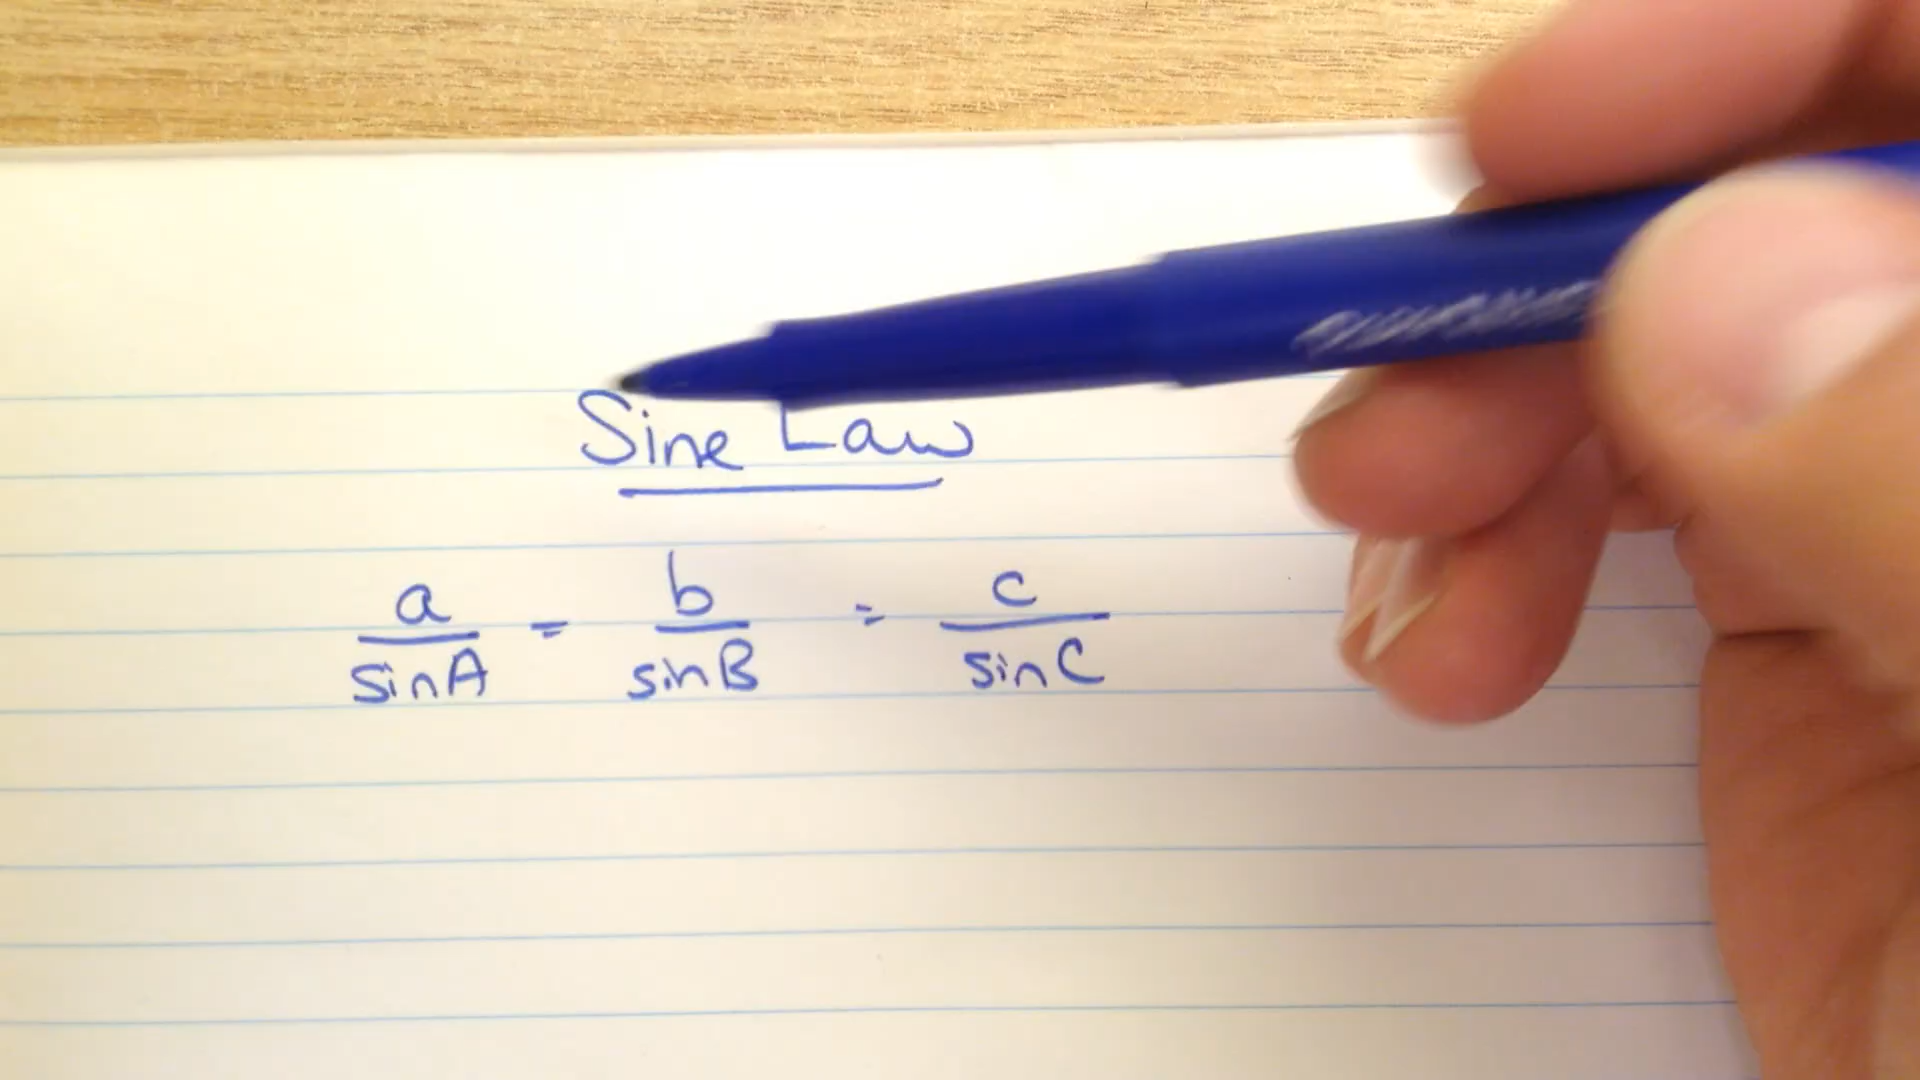 Sine Law
a/sinA = b/sinB = c/sinC